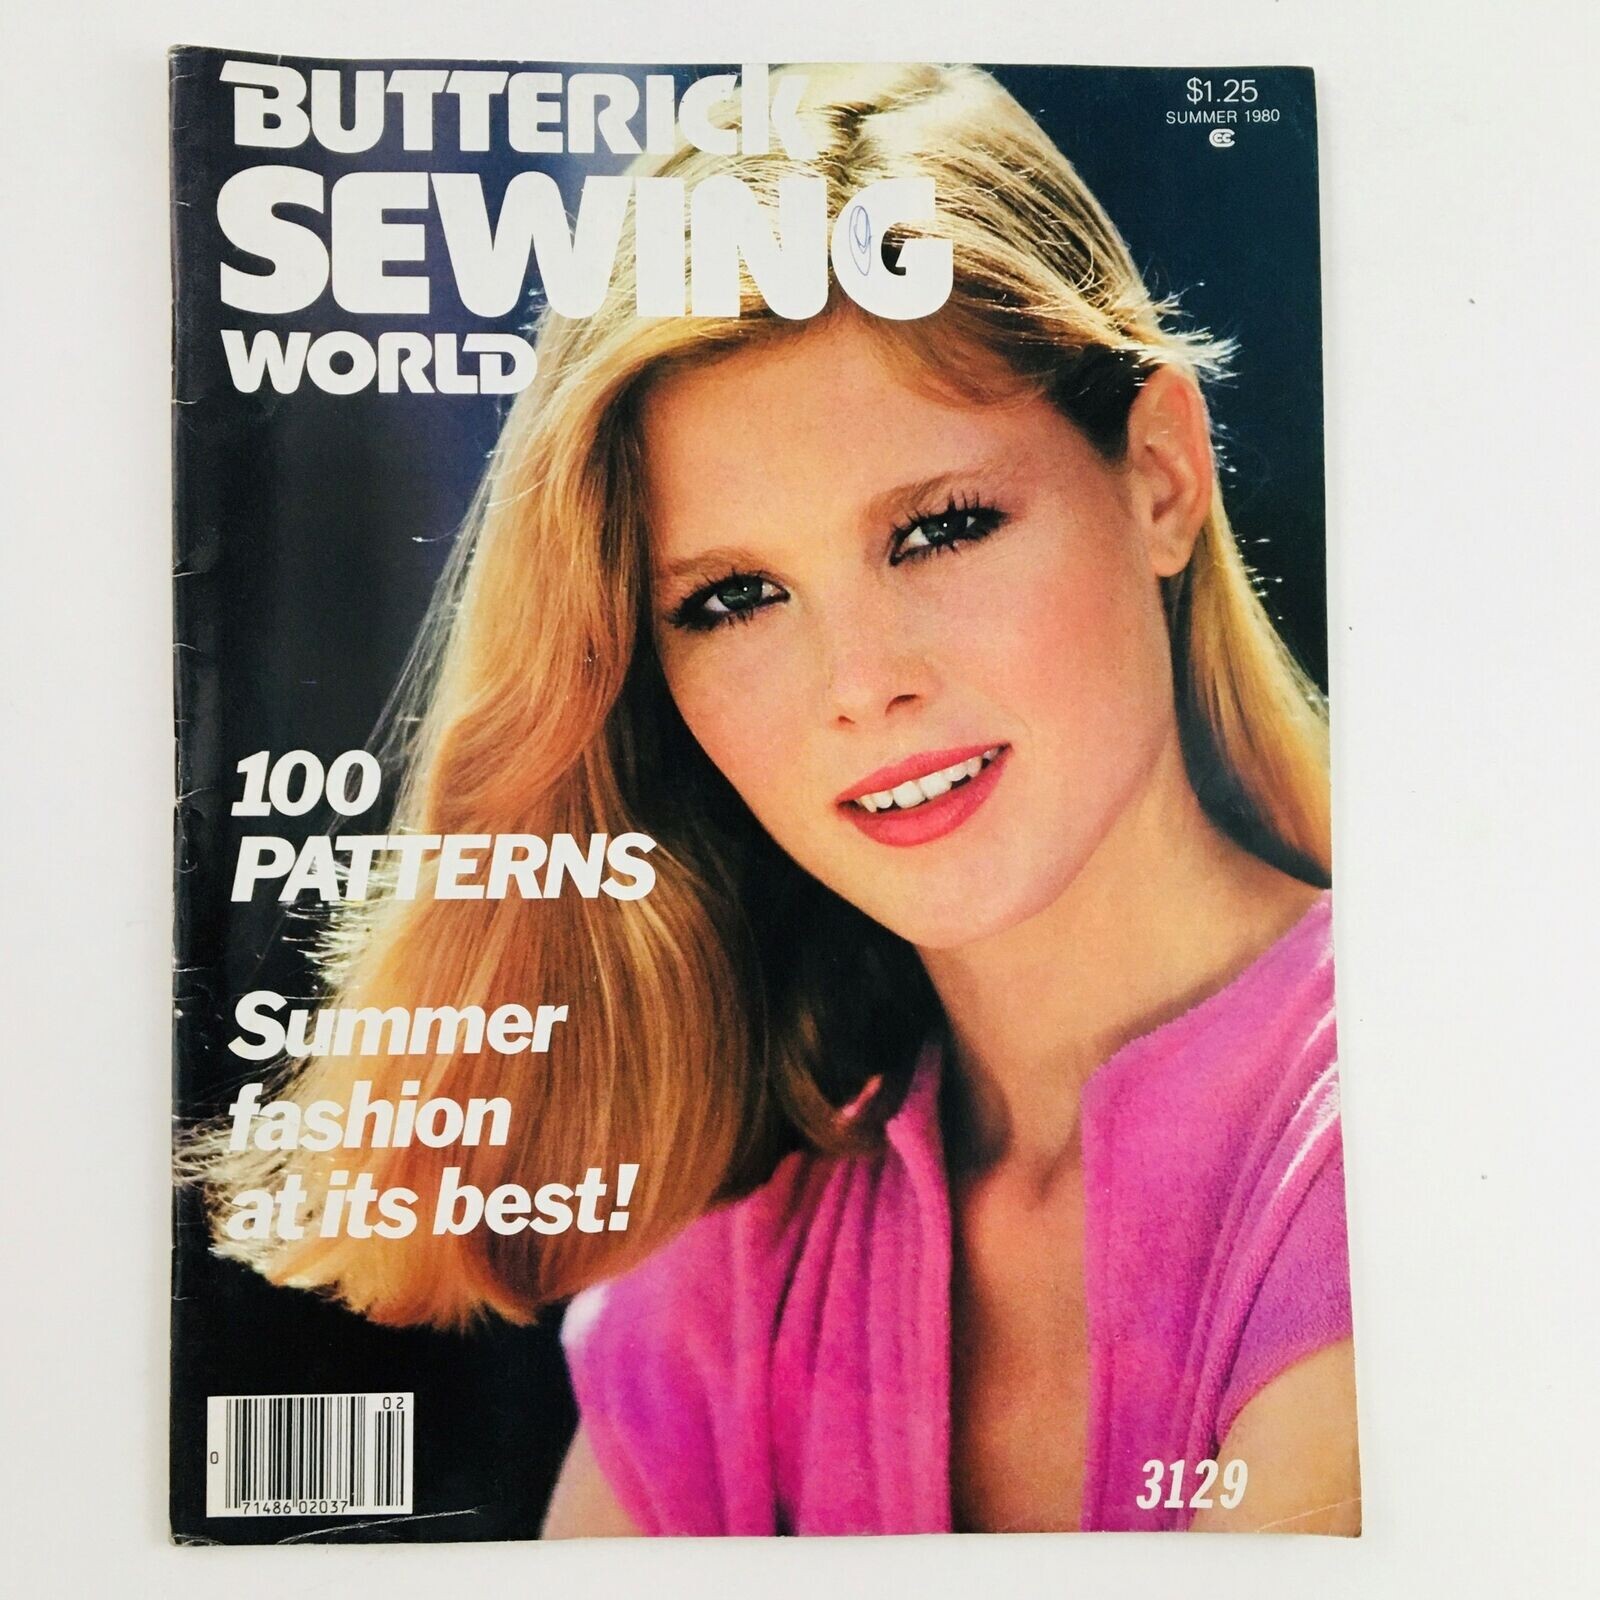 BUTTERICK
SEWING
WORLD
$1.25
SUMMER 1980
100
PATTERNS
Summer
fashion
at its best!
02
0
71486 02037
3129